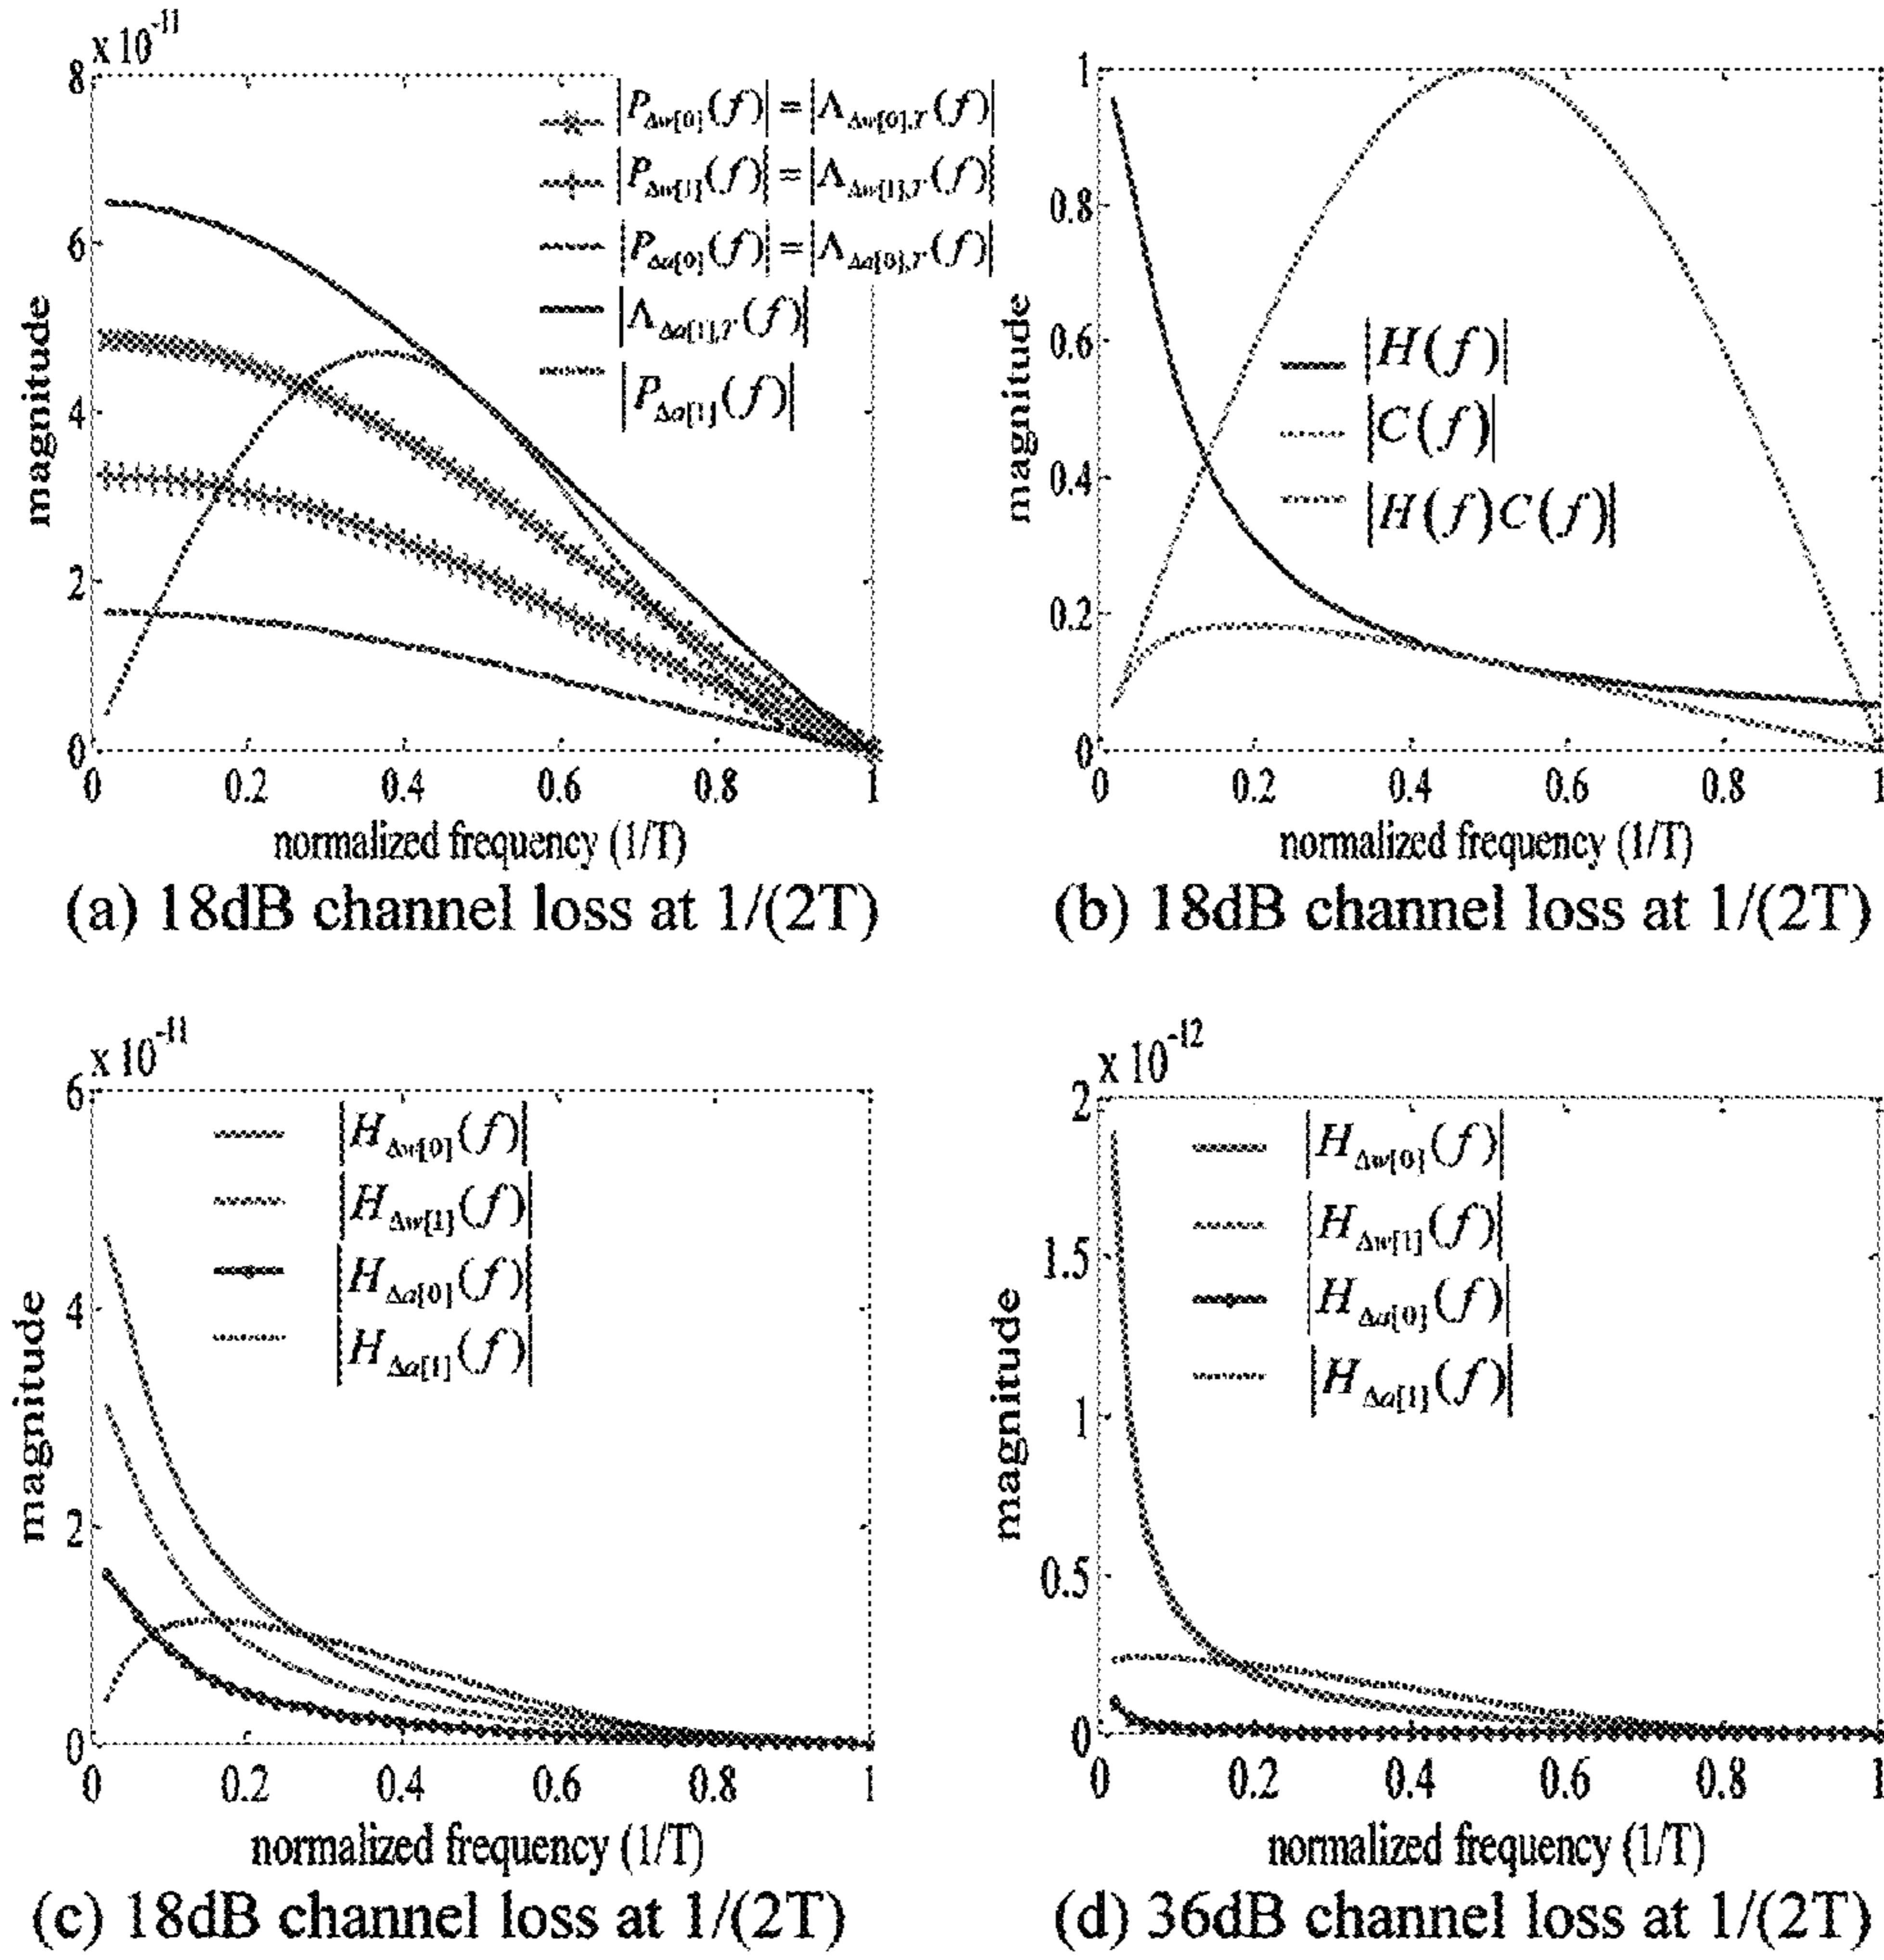 x 10^-11
8
6
4
2
0
magnitude
|P_Δw[0](f)| = |Λ_Δw[0],T(f)|
|P_Δw[1](f)| = |Λ_Δw[1],T(f)|
|P_Δa[0](f)| = |Λ_Δa[0],T(f)|
|Λ_Δa[1],T(f)|
|P_Δa[1](f)|
0 0.2 0.4 0.6 0.8 1
normalized frequency (1/T)
(a) 18dB channel loss at 1/(2T)
1
0.8
0.6
0.4
0.2
0
magnitude
|H(f)|
|C(f)|
|H(f)C(f)|
0 0.2 0.4 0.6 0.8 1
normalized frequency (1/T)
(b) 18dB channel loss at 1/(2T)
x 10^-11
6
4
2
0
magnitude
|H_Δw[0](f)|
|H_Δw[1](f)|
|H_Δa[0](f)|
|H_Δa[1](f)|
0 0.2 0.4 0.6 0.8 1
normalized frequency (1/T)
(c) 18dB channel loss at 1/(2T)
x 10^-12
2
1.5
1
0.5
0
magnitude
|H_Δw[0](f)|
|H_Δw[1](f)|
|H_Δa[0](f)|
|H_Δa[1](f)|
0 0.2 0.4 0.6 0.8 1
normalized frequency (1/T)
(d) 36dB channel loss at 1/(2T)